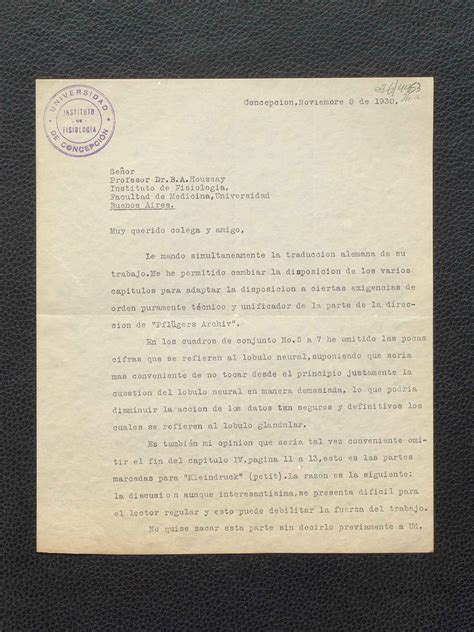 UNIVERSIDAD DE CONCEPCIÓN
INSTITUTO
DE
FISIOLOGÍA
Concepcion,Noviemore 8 de 1930.
Señor
Profesor Dr.B.A.Houssay
Instituto de Fisiologia,
Facultad de Medicina,Universidad
Buenos Aires.
Muy querido colega y amigo,
Le mando simultaneamente la traduccion alemana de su
trabajo.Me he permitido cambiar la disposicion de los varios
capitulos para adaptar la disposicion a ciertas exigencias de
orden puramente técnico y unificador de la parte de la direc-
cion de "Pflügers Archiv".
En los cuadros de conjunto No.5 a 7 he omitido las pocas
cifras que se refieren al lobulo neural,suponiendo que seria
mas conveniente de no tocar desde el principio justamente la
cuestion del lobulo neural en manera demasiada, lo que podria
disminuir la accion de los datos tan seguros y definitivos los
cuales se refieren al lobulo glandular.
Es también mi opinion que seria tal vez conveniente omi-
tir el fin del capitulo IV,pagina 11 a 13,esto es las partes
marcadas para "Kleindruck" (petit).La razon es la siguiente:
la discusion aunque interesantisima,se presenta dificil para
el lector regular y esto puede debilitar la fuerza del trabajo.
No quise sacar esta parte sin decirlo previamente a Ud.